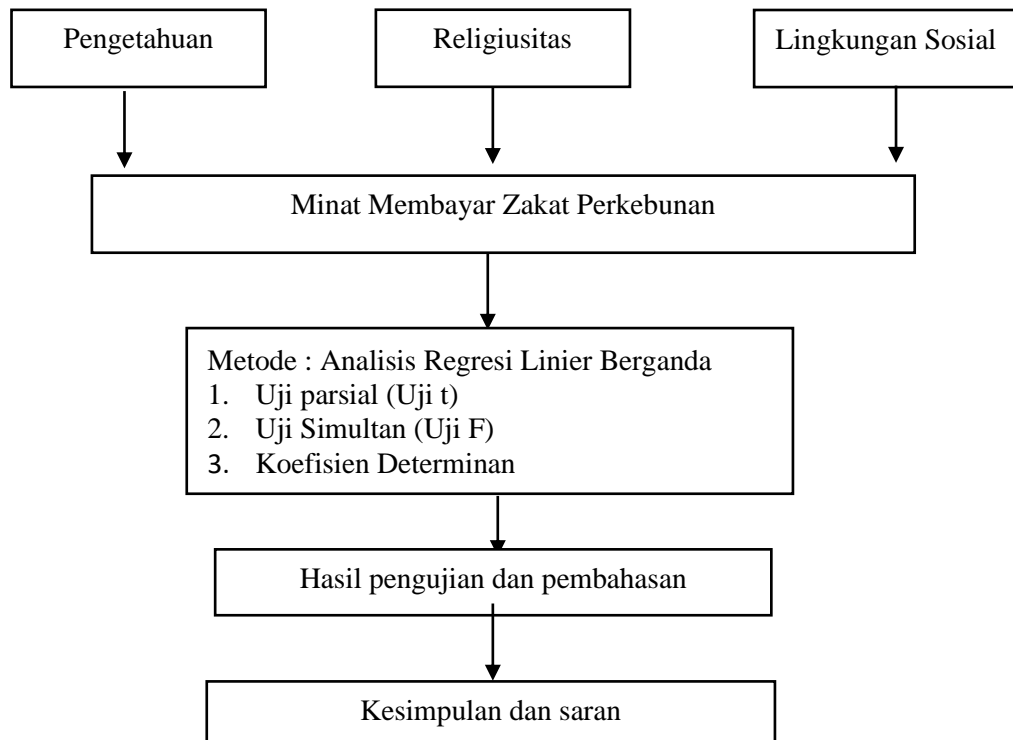 Pengetahuan
Religiusitas
Lingkungan Sosial
Minat Membayar Zakat Perkebunan
Metode : Analisis Regresi Linier Berganda
1. Uji parsial (Uji t)
2. Uji Simultan (Uji F)
3. Koefisien Determinan
Hasil pengujian dan pembahasan
Kesimpulan dan saran